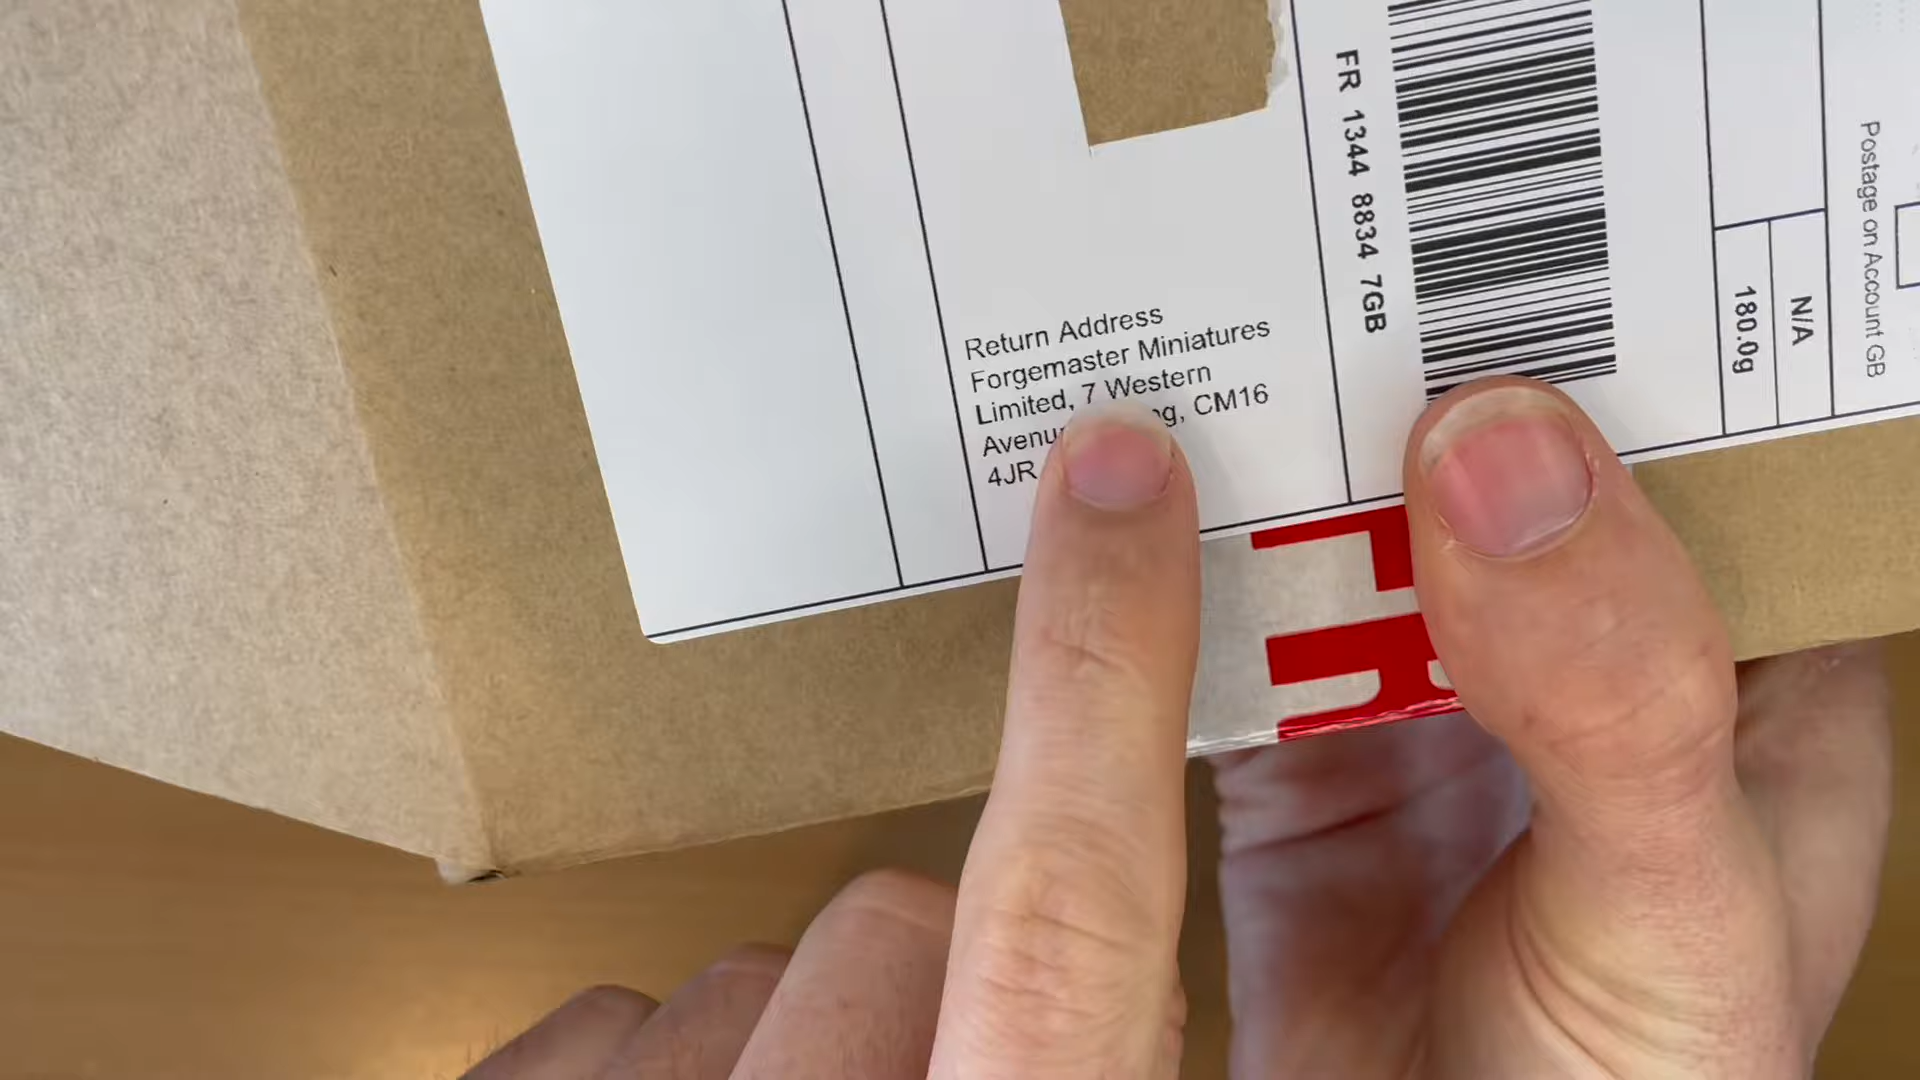 Return Address
Forgemaster Miniatures
Limited, 7 Western
CM16
4JR
FR 1344 8834 7GB
180.0g
N/A
Postage on Account GB